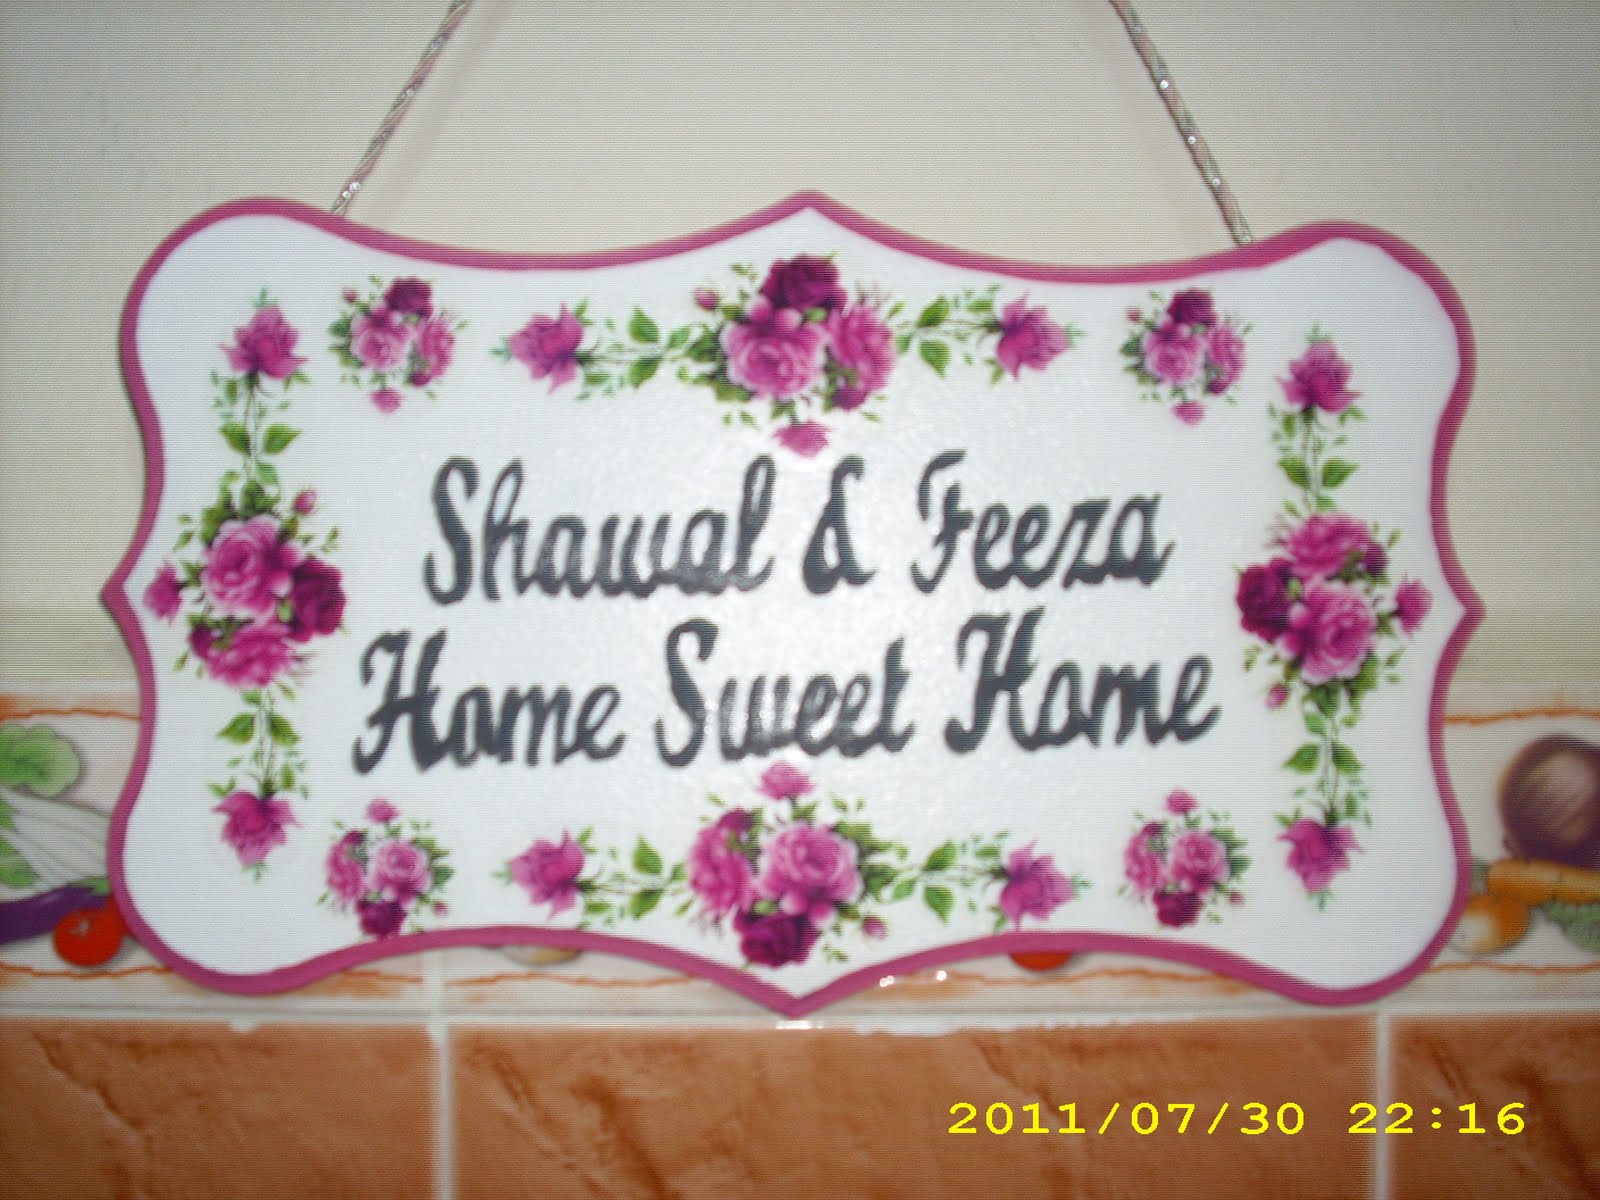 Shawal & Feeza
Home Sweet Home
2011/07/30 22:16